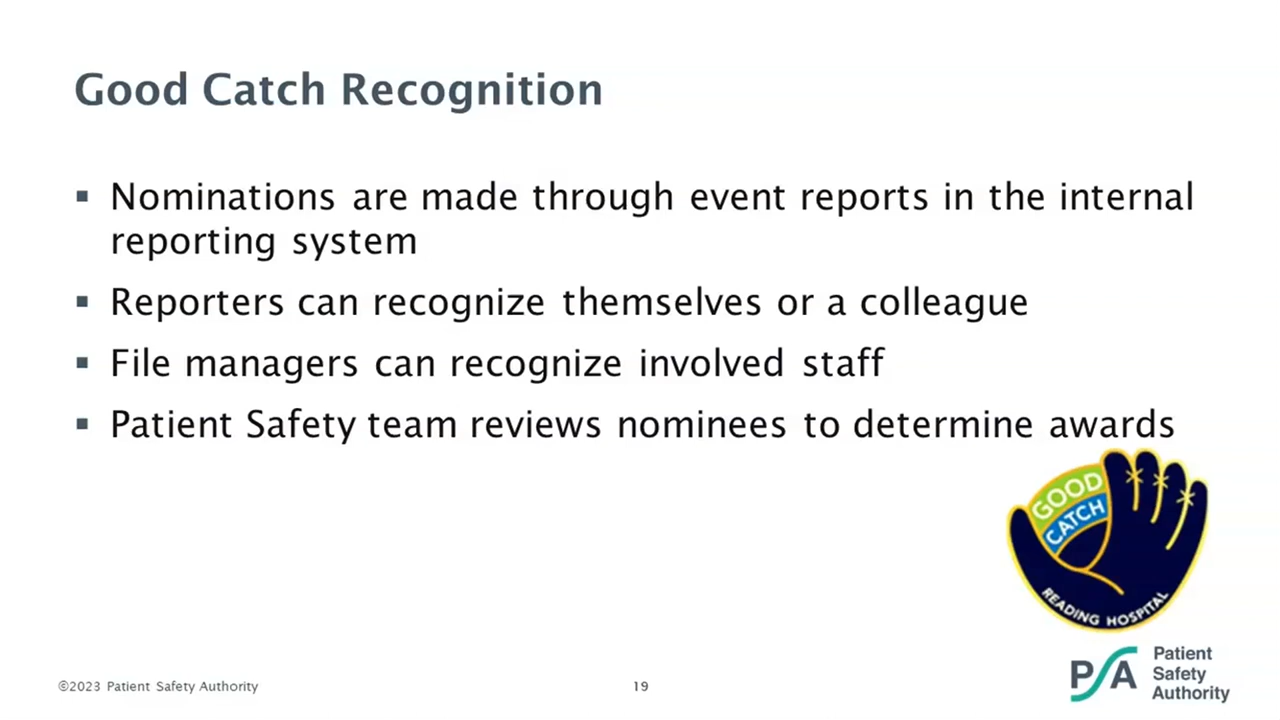 Good Catch Recognition
▪ Nominations are made through event reports in the internal
reporting system
▪ Reporters can recognize themselves or a colleague
▪ File managers can recognize involved staff
▪ Patient Safety team reviews nominees to determine awards
GOOD
CATCH
READING HOSPITAL
©2023 Patient Safety Authority
19
PSA
Patient
Safety
Authority